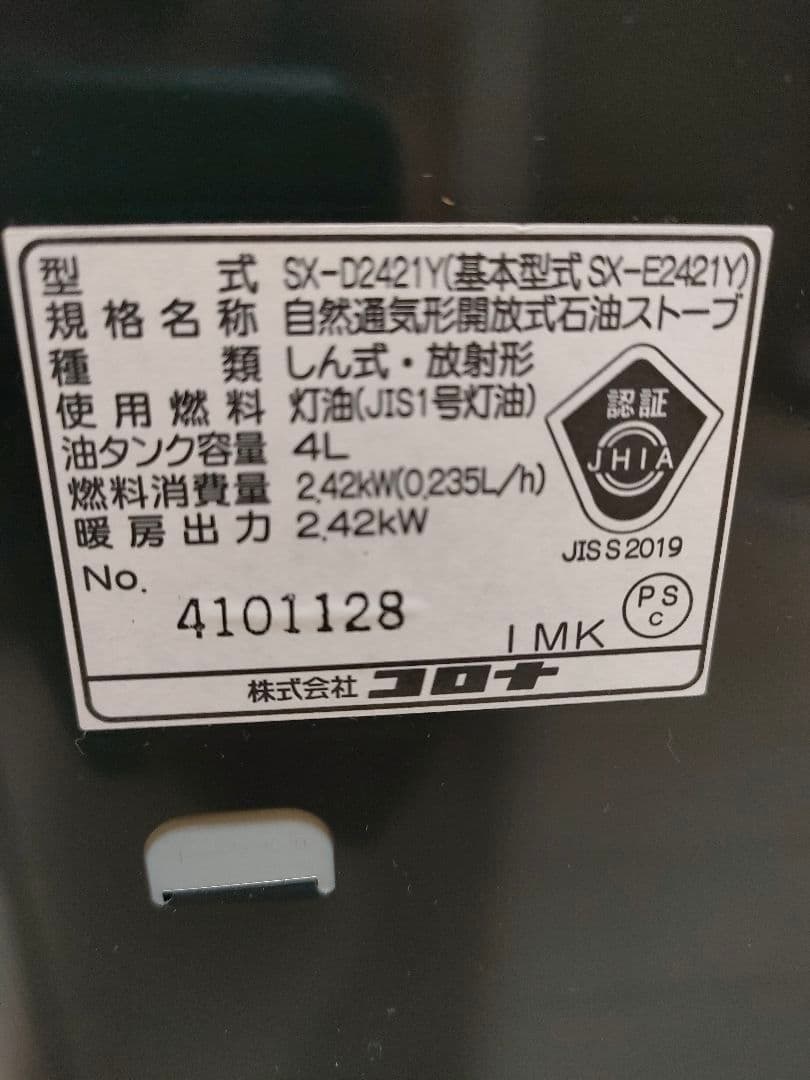 型式 SX-D2421Y(基本型式 SX-E2421Y)
規格名称 自然通気形開放式石油ストーブ
種類 しん式・放射形
使用燃料 灯油(JIS1号灯油)
油タンク容量 4L
燃料消費量 2.42kW(0.235L/h)
暖房出力 2.42kW
認証
JHIA
JIS S 2019
No.
4101128
I MK
PS
C
株式会社 コロナ